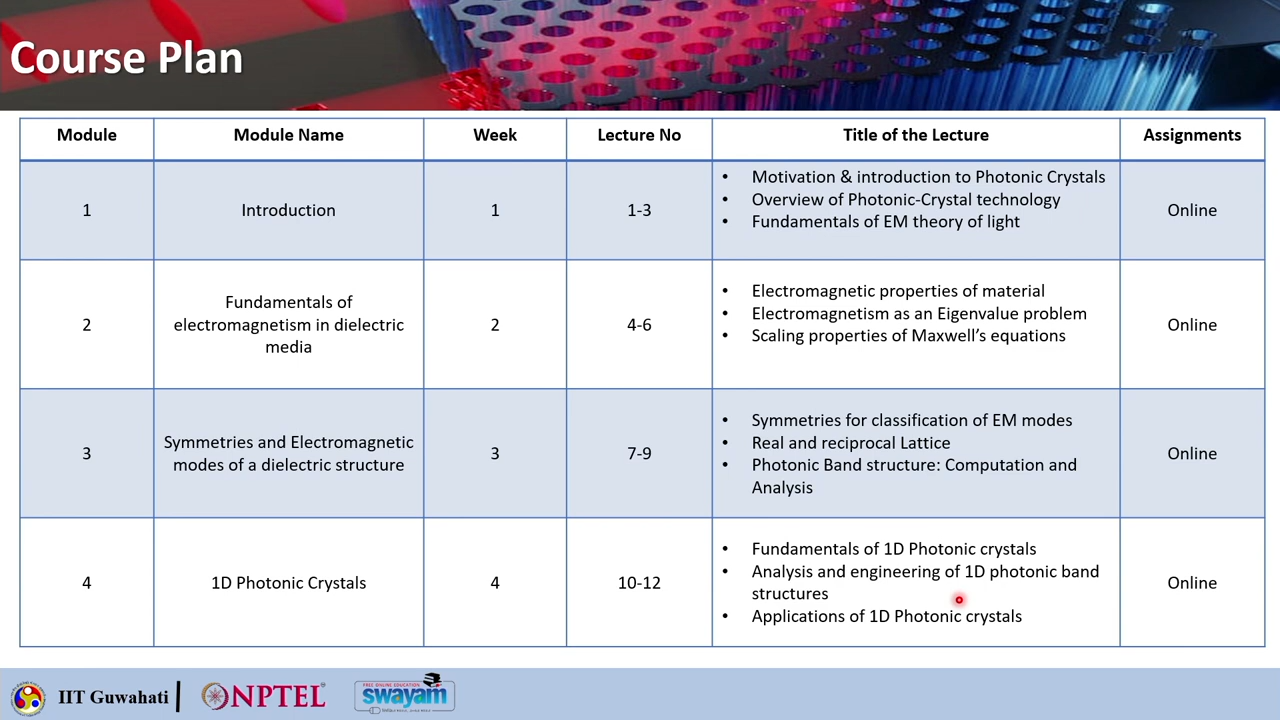 Course Plan
Module
Module Name
Week
Lecture No
Title of the Lecture
Assignments
1
Introduction
1
1-3
• Motivation & introduction to Photonic Crystals
• Overview of Photonic-Crystal technology
• Fundamentals of EM theory of light
Online
2
Fundamentals of
electromagnetism in dielectric
media
2
4-6
• Electromagnetic properties of material
• Electromagnetism as an Eigenvalue problem
• Scaling properties of Maxwell’s equations
Online
3
Symmetries and Electromagnetic
modes of a dielectric structure
3
7-9
• Symmetries for classification of EM modes
• Real and reciprocal Lattice
• Photonic Band structure: Computation and
Analysis
Online
4
1D Photonic Crystals
4
10-12
• Fundamentals of 1D Photonic crystals
• Analysis and engineering of 1D photonic band
structures
• Applications of 1D Photonic crystals
Online
IIT Guwahati
NPTEL
FREE ONLINE EDUCATION
swayam